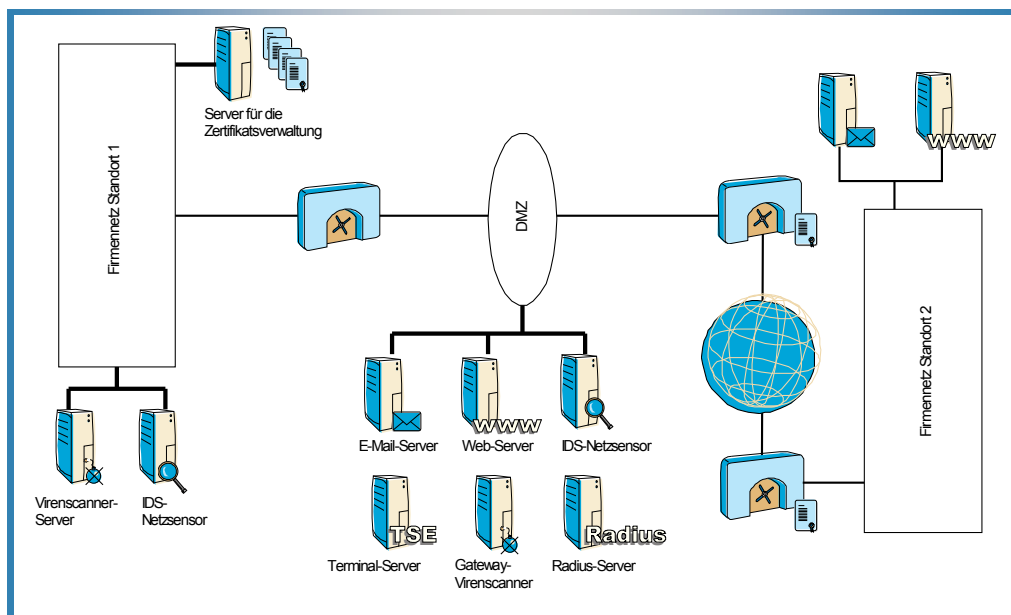 Firmennetz Standort 1
Server für die
Zertifikatsverwaltung
DMZ
WWW
Firmennetz Standort 2
WWW
E-Mail-Server
Web-Server
IDS-Netzsensor
Virenscanner-
Server
IDS-
Netzsensor
TSE
Radius
Terminal-Server
Gateway-
Virenscanner
Radius-Server